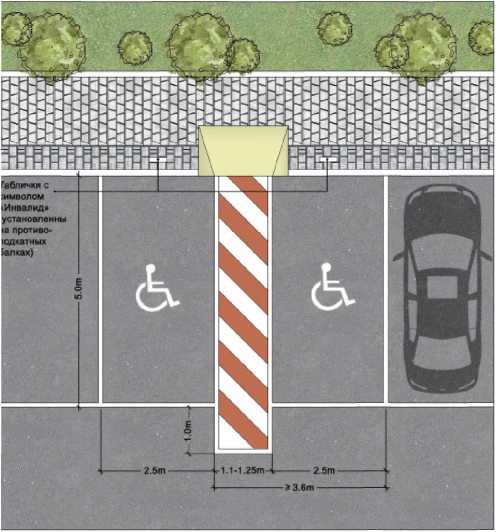 Таблички с
символом
«Инвалид»
(установленны
на противо-
подкатных
балках)
5.0m
1.0m
2.5m
1.1-1.25m
2.5m
≥ 3.6m